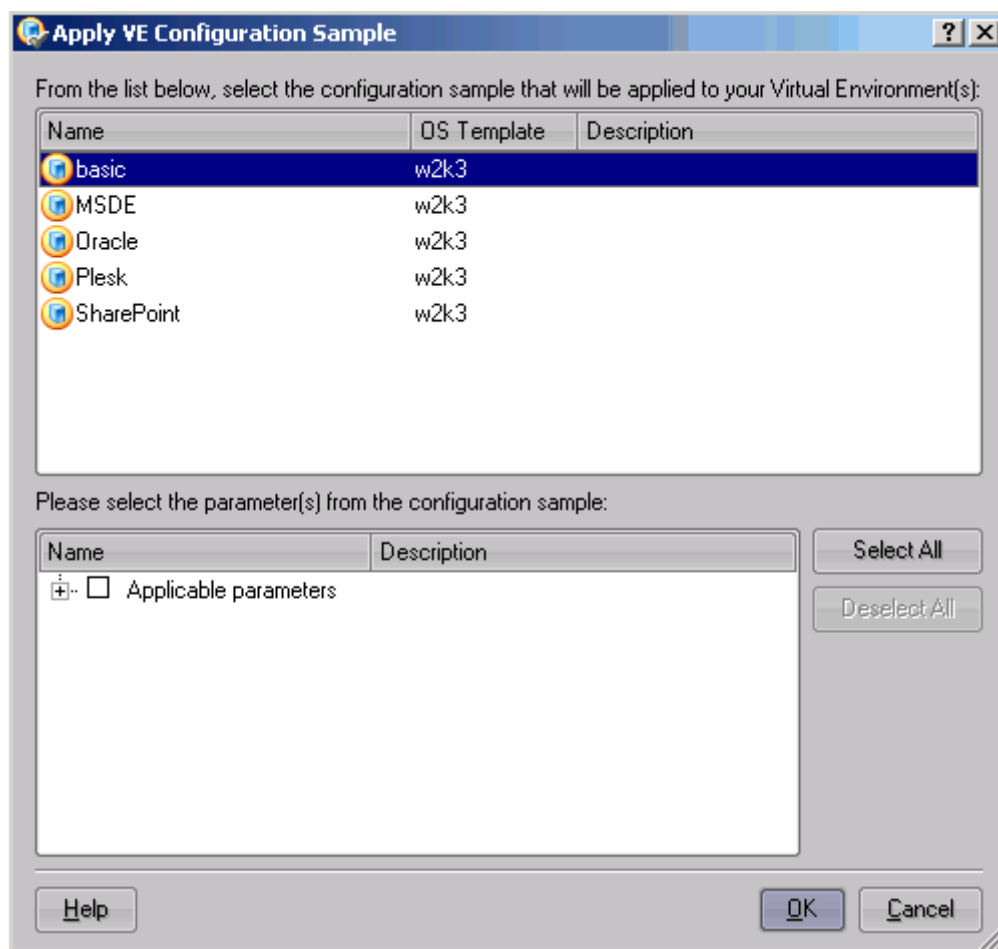 Apply VE Configuration Sample
From the list below, select the configuration sample that will be applied to your Virtual Environment(s):
Name OS Template Description
basic w2k3
MSDE w2k3
Oracle w2k3
Plesk w2k3
SharePoint w2k3
Please select the parameter(s) from the configuration sample:
Name Description Select All
Applicable parameters
Deselect All
Help OK Cancel